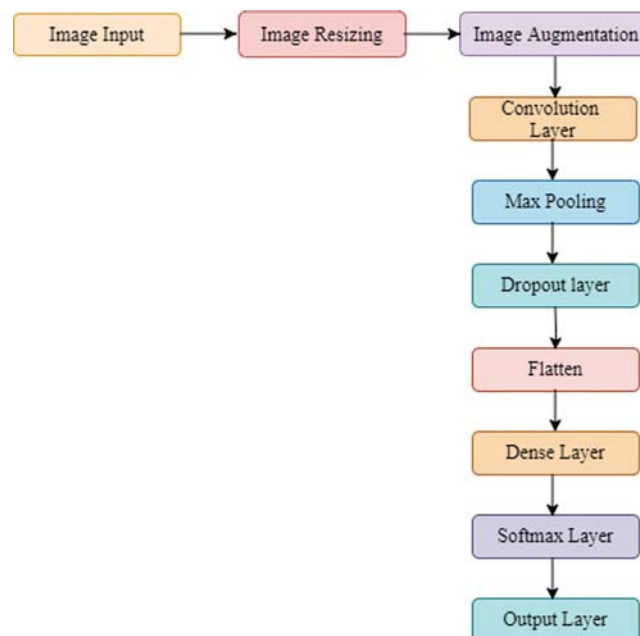 Image Input
Image Resizing
Image Augmentation
Convolution
Layer
Max Pooling
Dropout layer
Flatten
Dense Layer
Softmax Layer
Output Layer